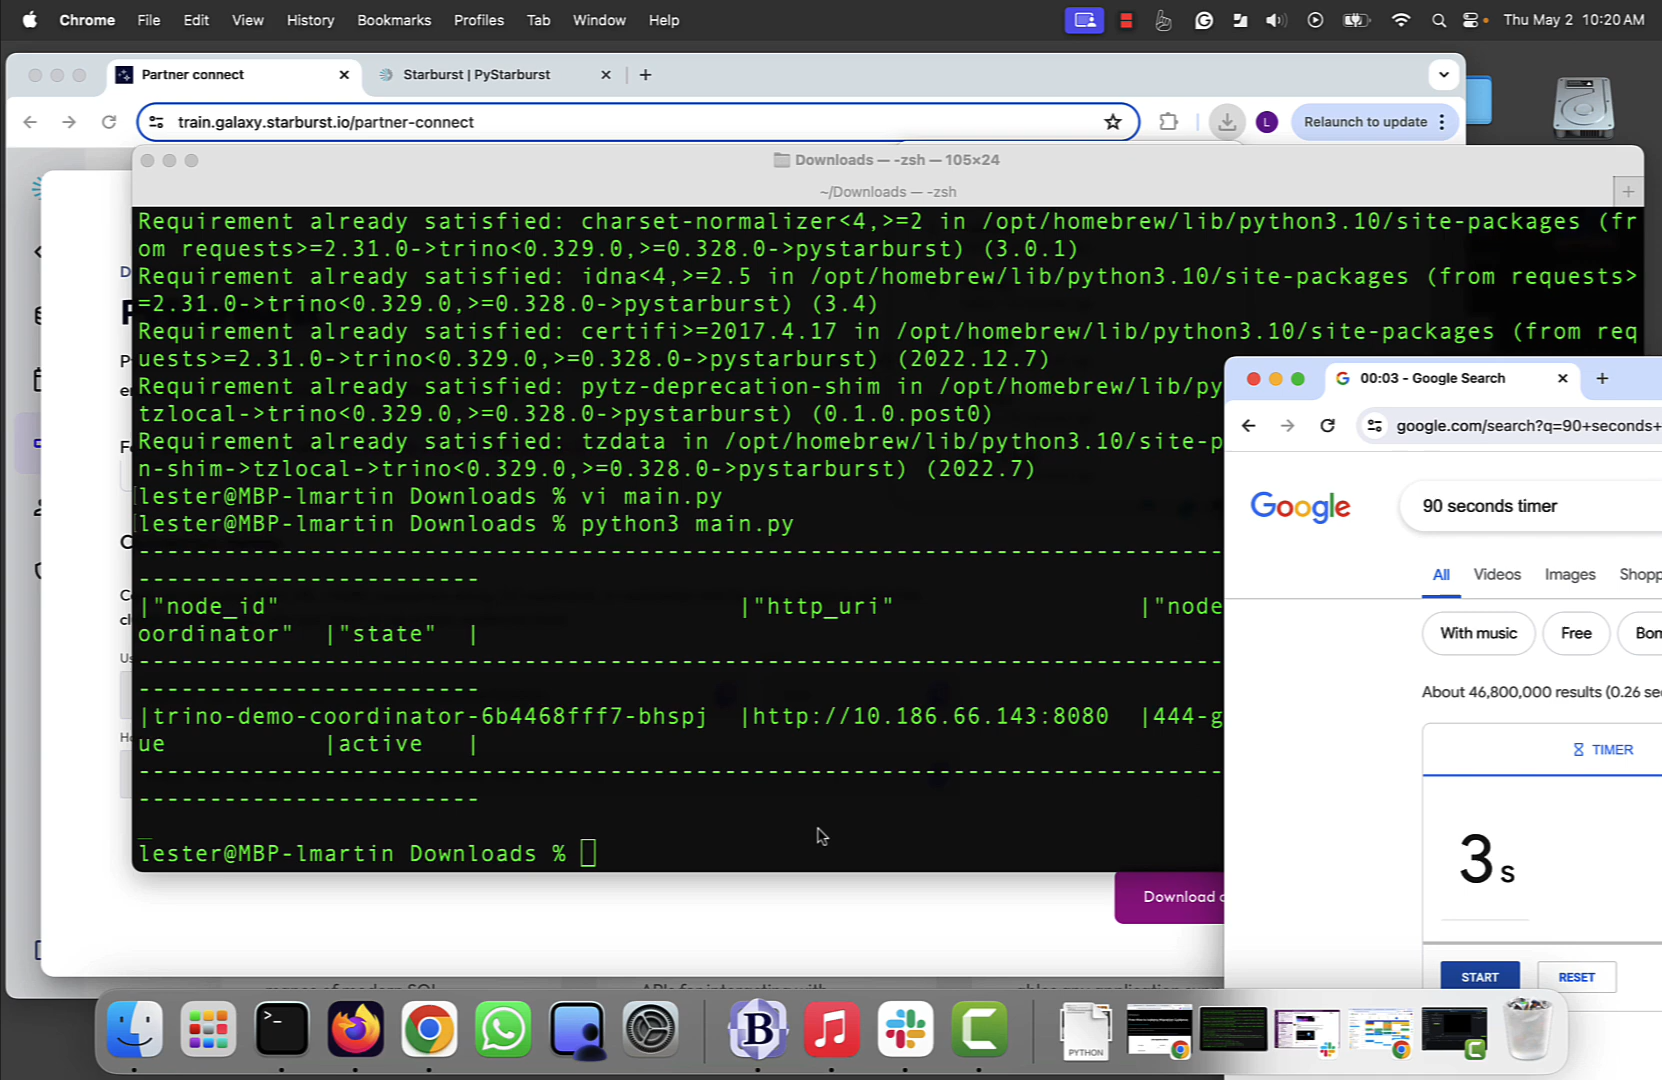 Chrome File Edit View History Bookmarks Profiles Tab Window Help Thu May 2 10:20 AM
Partner connect Starburst | PyStarburst
train.galaxy.starburst.io/partner-connect Relaunch to update
Downloads — -zsh — 105×24
~/Downloads — -zsh
Requirement already satisfied: charset-normalizer<4,>=2 in /opt/homebrew/lib/python3.10/site-packages (fr
om requests>=2.31.0->trino<0.329.0,>=0.328.0->pystarburst) (3.0.1)
Requirement already satisfied: idna<4,>=2.5 in /opt/homebrew/lib/python3.10/site-packages (from requests>
=2.31.0->trino<0.329.0,>=0.328.0->pystarburst) (3.4)
Requirement already satisfied: certifi>=2017.4.17 in /opt/homebrew/lib/python3.10/site-packages (from req
uests>=2.31.0->trino<0.329.0,>=0.328.0->pystarburst) (2022.12.7)
Requirement already satisfied: pytz-deprecation-shim in /opt/homebrew/lib/py
tzlocal->trino<0.329.0,>=0.328.0->pystarburst) (0.1.0.post0)
Requirement already satisfied: tzdata in /opt/homebrew/lib/python3.10/site-p
n-shim->tzlocal->trino<0.329.0,>=0.328.0->pystarburst) (2022.7)
lester@MBP-lmartin Downloads % vi main.py
lester@MBP-lmartin Downloads % python3 main.py
----------------------------------------------------------------------------
------------------------
|"node_id" |"http_uri" |"node
oordinator" |"state" |
----------------------------------------------------------------------------
------------------------
|trino-demo-coordinator-6b4468fff7-bhspj |http://10.186.66.143:8080 |444-g
ue |active |
----------------------------------------------------------------------------
------------------------
lester@MBP-lmartin Downloads %
Download
00:03 - Google Search
google.com/search?q=90+seconds+
Google 90 seconds timer
All Videos Images Shopp
With music Free Bon
About 46,800,000 results (0.26 se
TIMER
3 s
START RESET
PYTHON